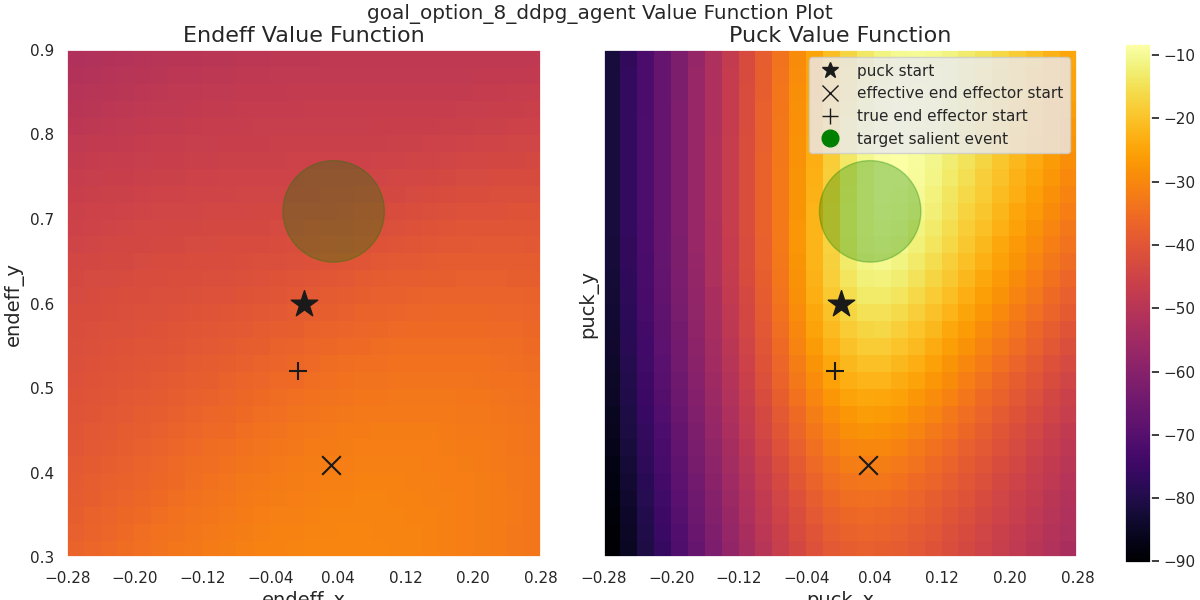 goal_option_8_ddpg_agent Value Function Plot
Endeff Value Function
Puck Value Function
endeff_y
0.9
0.8
0.7
0.6
0.5
0.4
0.3
−0.28 −0.20 −0.12 −0.04 0.04 0.12 0.20 0.28
endeff_x
puck_y
puck start
effective end effector start
true end effector start
target salient event
−0.28 −0.20 −0.12 −0.04 0.04 0.12 0.20 0.28
puck_x
−10
−20
−30
−40
−50
−60
−70
−80
−90